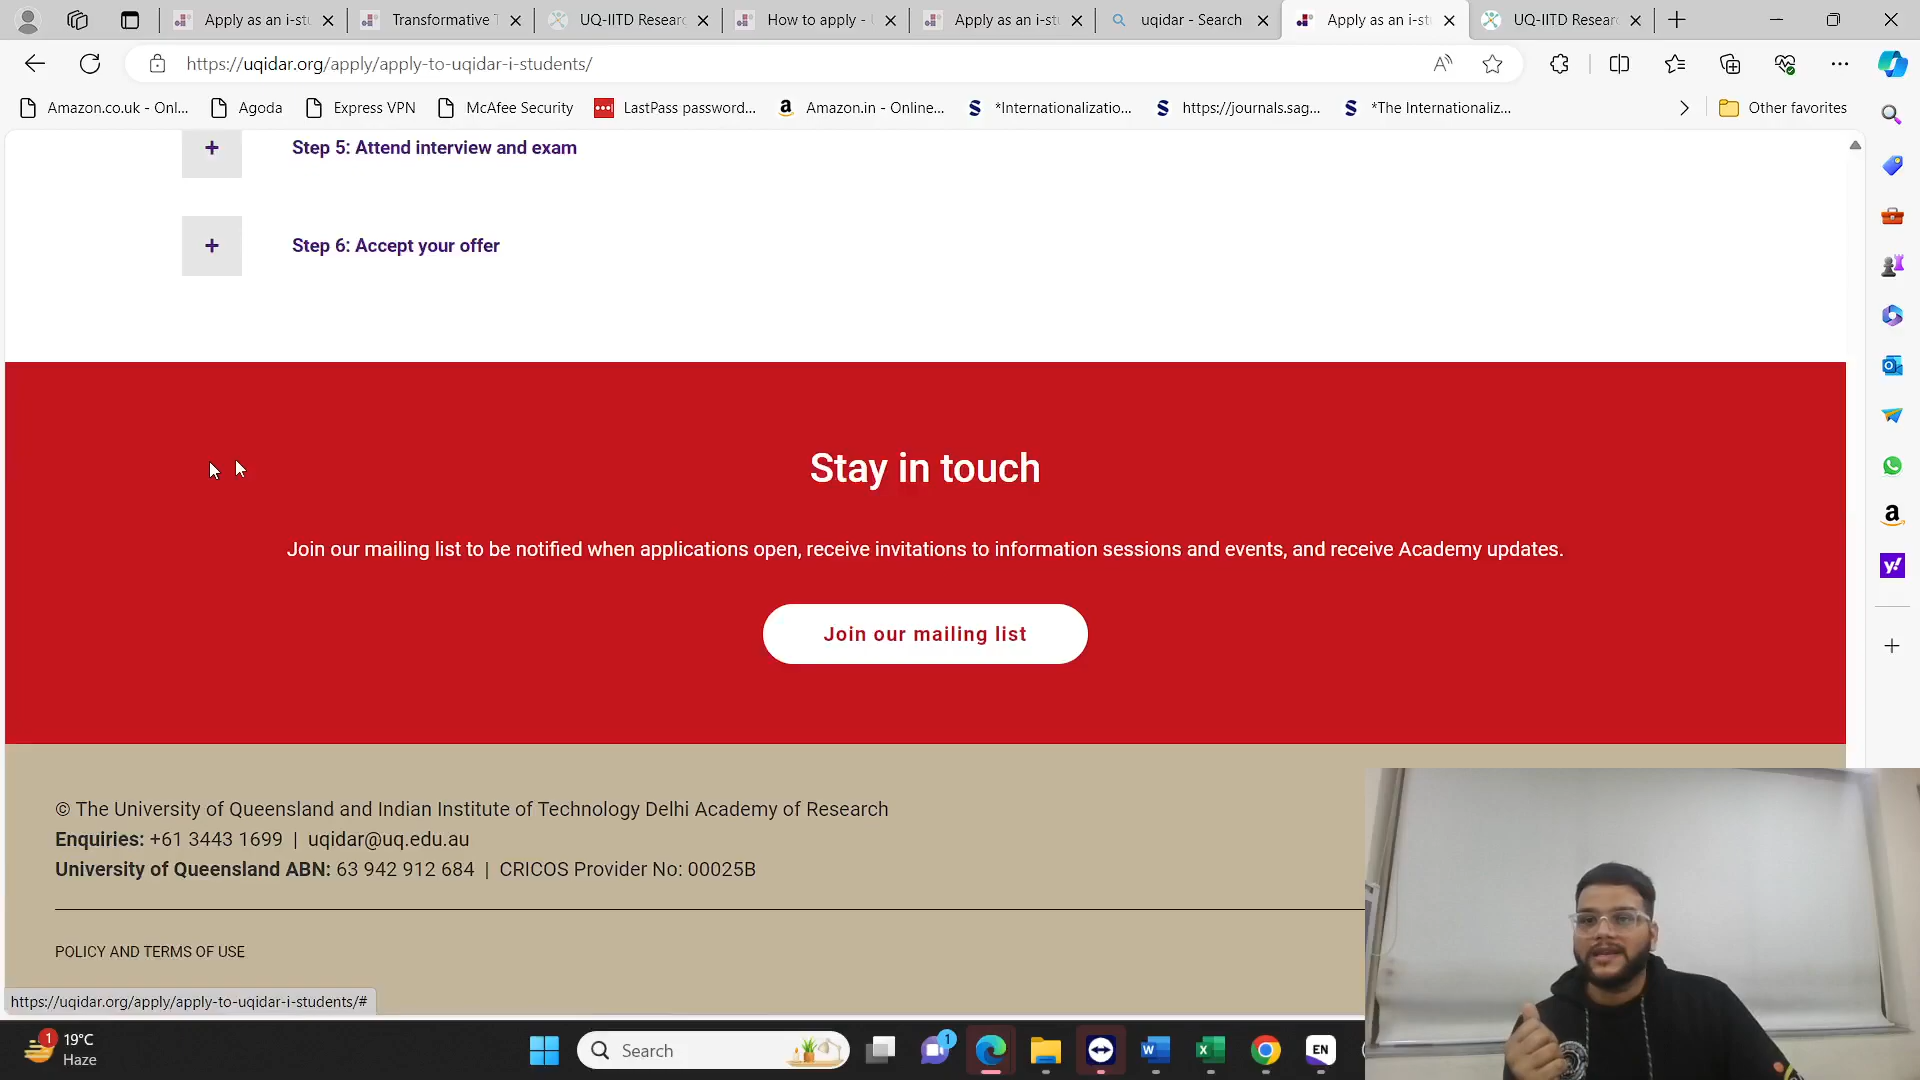 Apply as an i-stu
Transformative T
UQ-IITD Researc
How to apply -
Apply as an i-stu
uqidar - Search
Apply as an i-st
UQ-IITD Researc
https://uqidar.org/apply/apply-to-uqidar-i-students/
Amazon.co.uk - Onl...
Agoda
Express VPN
McAfee Security
LastPass password...
Amazon.in - Online...
*Internationalizatio...
https://journals.sag...
*The Internationaliz...
Other favorites
+ Step 5: Attend interview and exam
+ Step 6: Accept your offer
Stay in touch
Join our mailing list to be notified when applications open, receive invitations to information sessions and events, and receive Academy updates.
Join our mailing list
© The University of Queensland and Indian Institute of Technology Delhi Academy of Research
Enquiries: +61 3443 1699 | uqidar@uq.edu.au
University of Queensland ABN: 63 942 912 684 | CRICOS Provider No: 00025B
POLICY AND TERMS OF USE
https://uqidar.org/apply/apply-to-uqidar-i-students/#
1
19°C
Haze
Search
1
EN